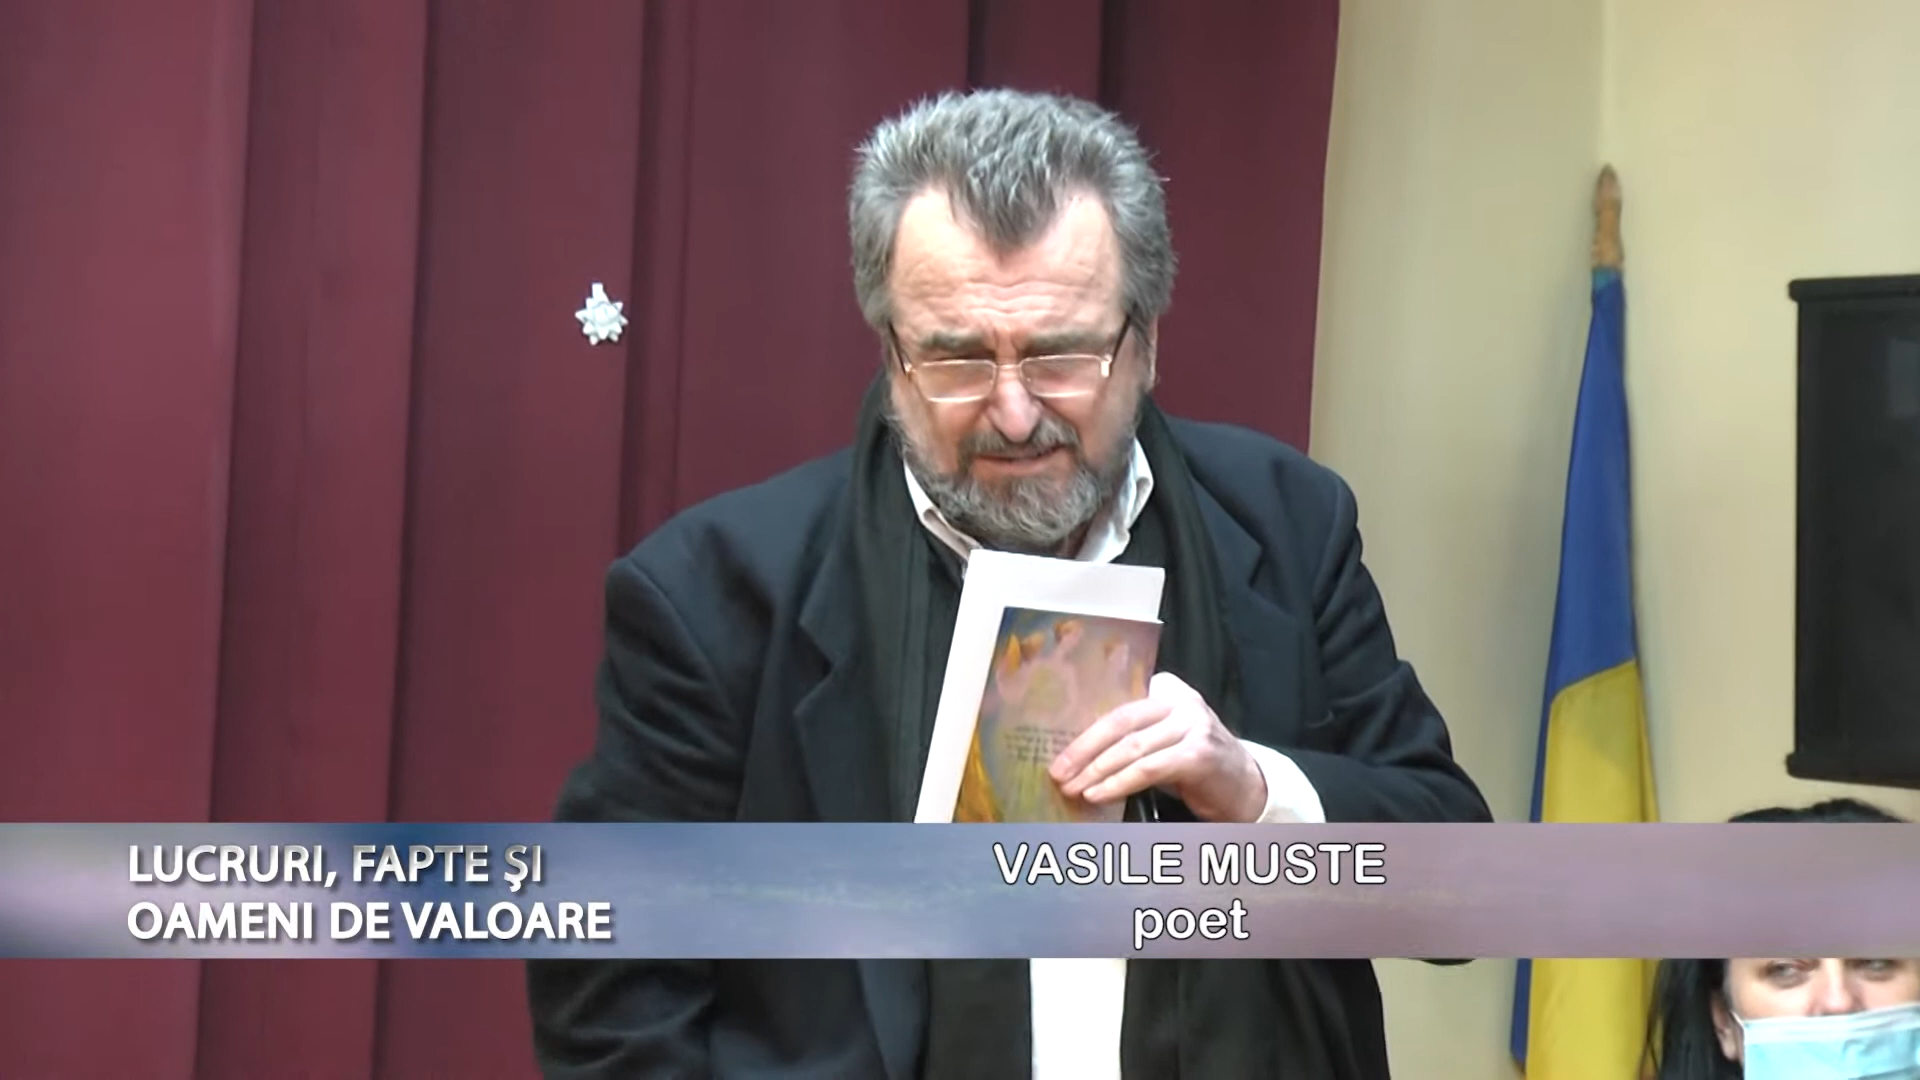 LUCRURI, FAPTE ŞI
OAMENI DE VALOARE
VASILE MUSTE
poet